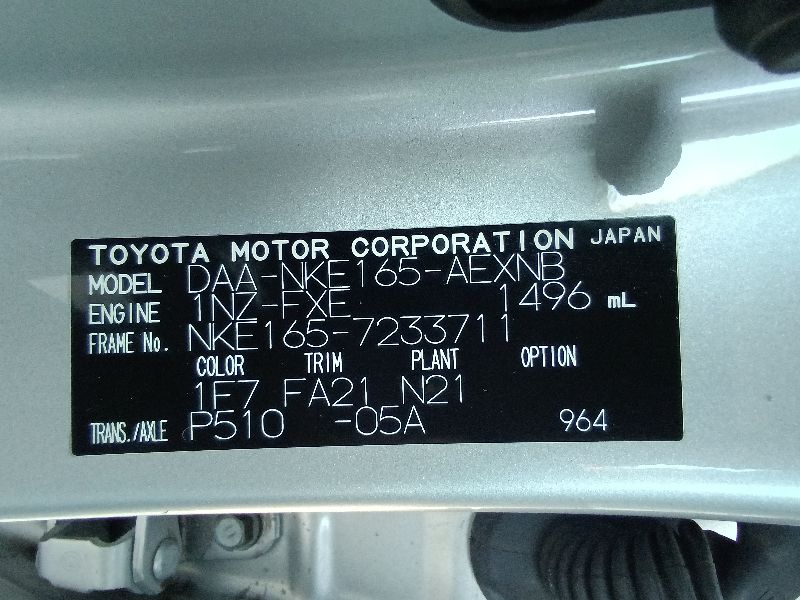 TOYOTA MOTOR CORPORATION JAPAN
MODEL DAA-NKE165-AEXNB
ENGINE 1NZ-FXE 1496 mL
FRAME No. NKE165-7233711
COLOR TRIM PLANT OPTION
1F7 FA21 N21
TRANS./AXLE P510 -05A 964